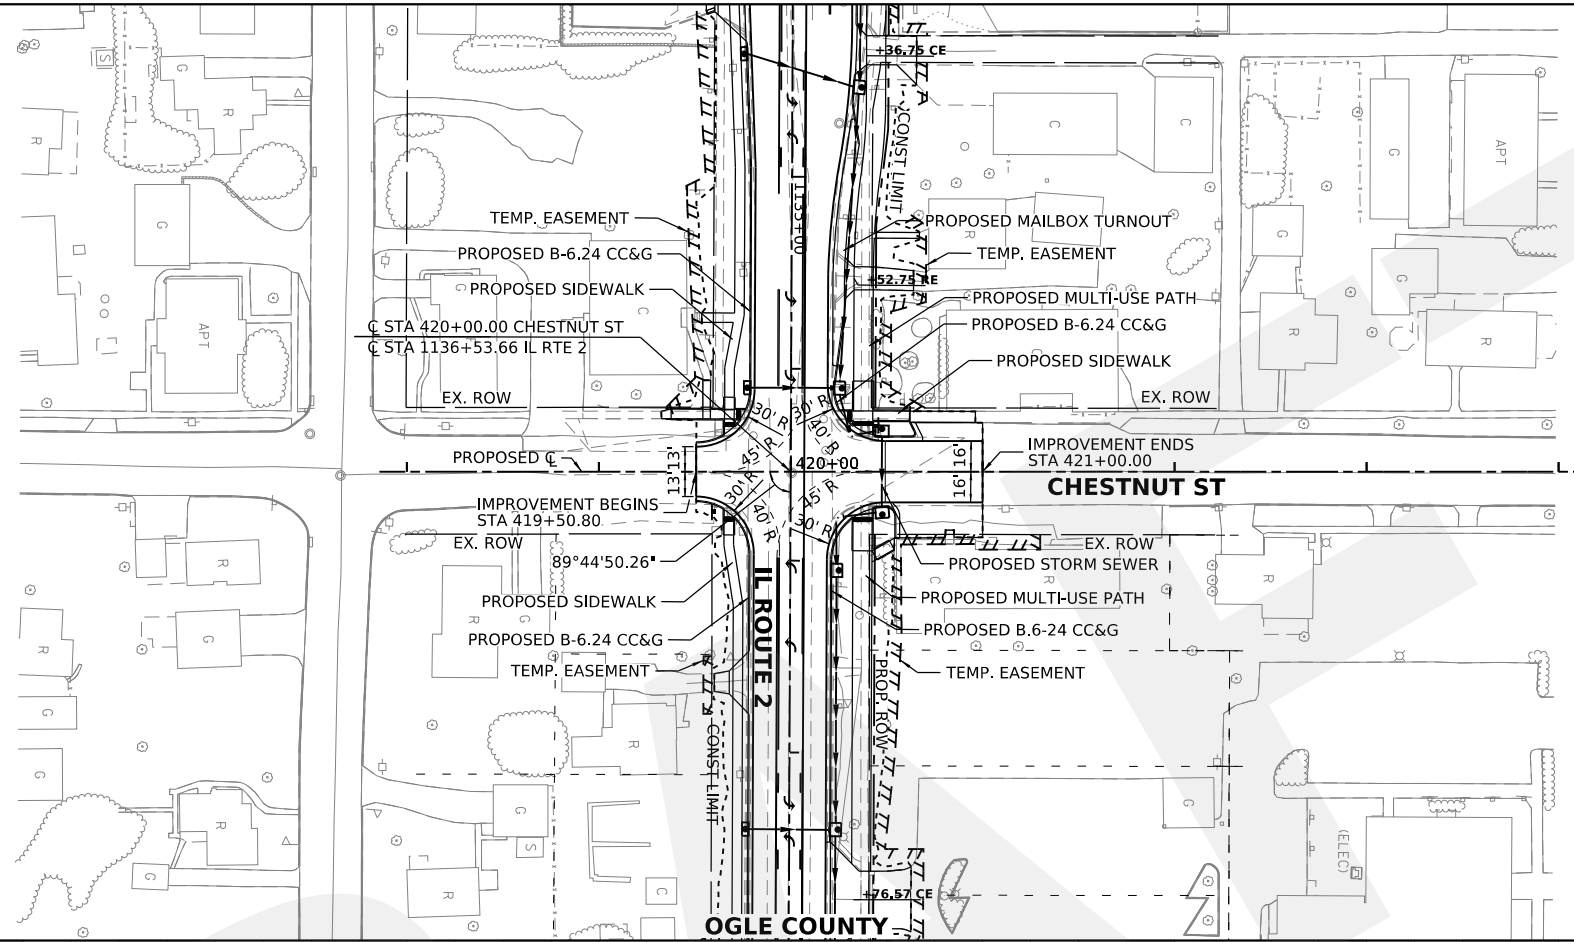 +36.75 CE
S
G
R
R
C
C
G
APT
CONST LIMIT
1135+00
G
G
TEMP. EASEMENT
PROPOSED MAILBOX TURNOUT
R
PROPOSED B-6.24 CC&G
TEMP. EASEMENT
+52.75 RE
G
G
PROPOSED SIDEWALK
PROPOSED MULTI-USE PATH
C
C
℄ STA 420+00.00 CHESTNUT ST
PROPOSED B-6.24 CC&G
APT
R
℄ STA 1136+53.66 IL RTE 2
PROPOSED SIDEWALK
EX. ROW
EX. ROW
30' R
30' R
40' R
45' R
IMPROVEMENT ENDS
STA 421+00.00
PROPOSED ℄
420+00
13'
13'
16'
16'
CHESTNUT ST
30' R
45' R
40' R
30' R
IMPROVEMENT BEGINS
STA 419+50.80
EX. ROW
EX. ROW
89°44'50.26"
PROPOSED STORM SEWER
R
C
R
IL ROUTE 2
PROPOSED SIDEWALK
PROPOSED MULTI-USE PATH
R
G
R
PROPOSED B-6.24 CC&G
PROPOSED B.6-24 CC&G
TEMP. EASEMENT
TEMP. EASEMENT
PROP. ROW
G
CONST LIMIT
R
G
G
G
R
S
(ELEC)
G
R
C
+76.57 CE
OGLE COUNTY